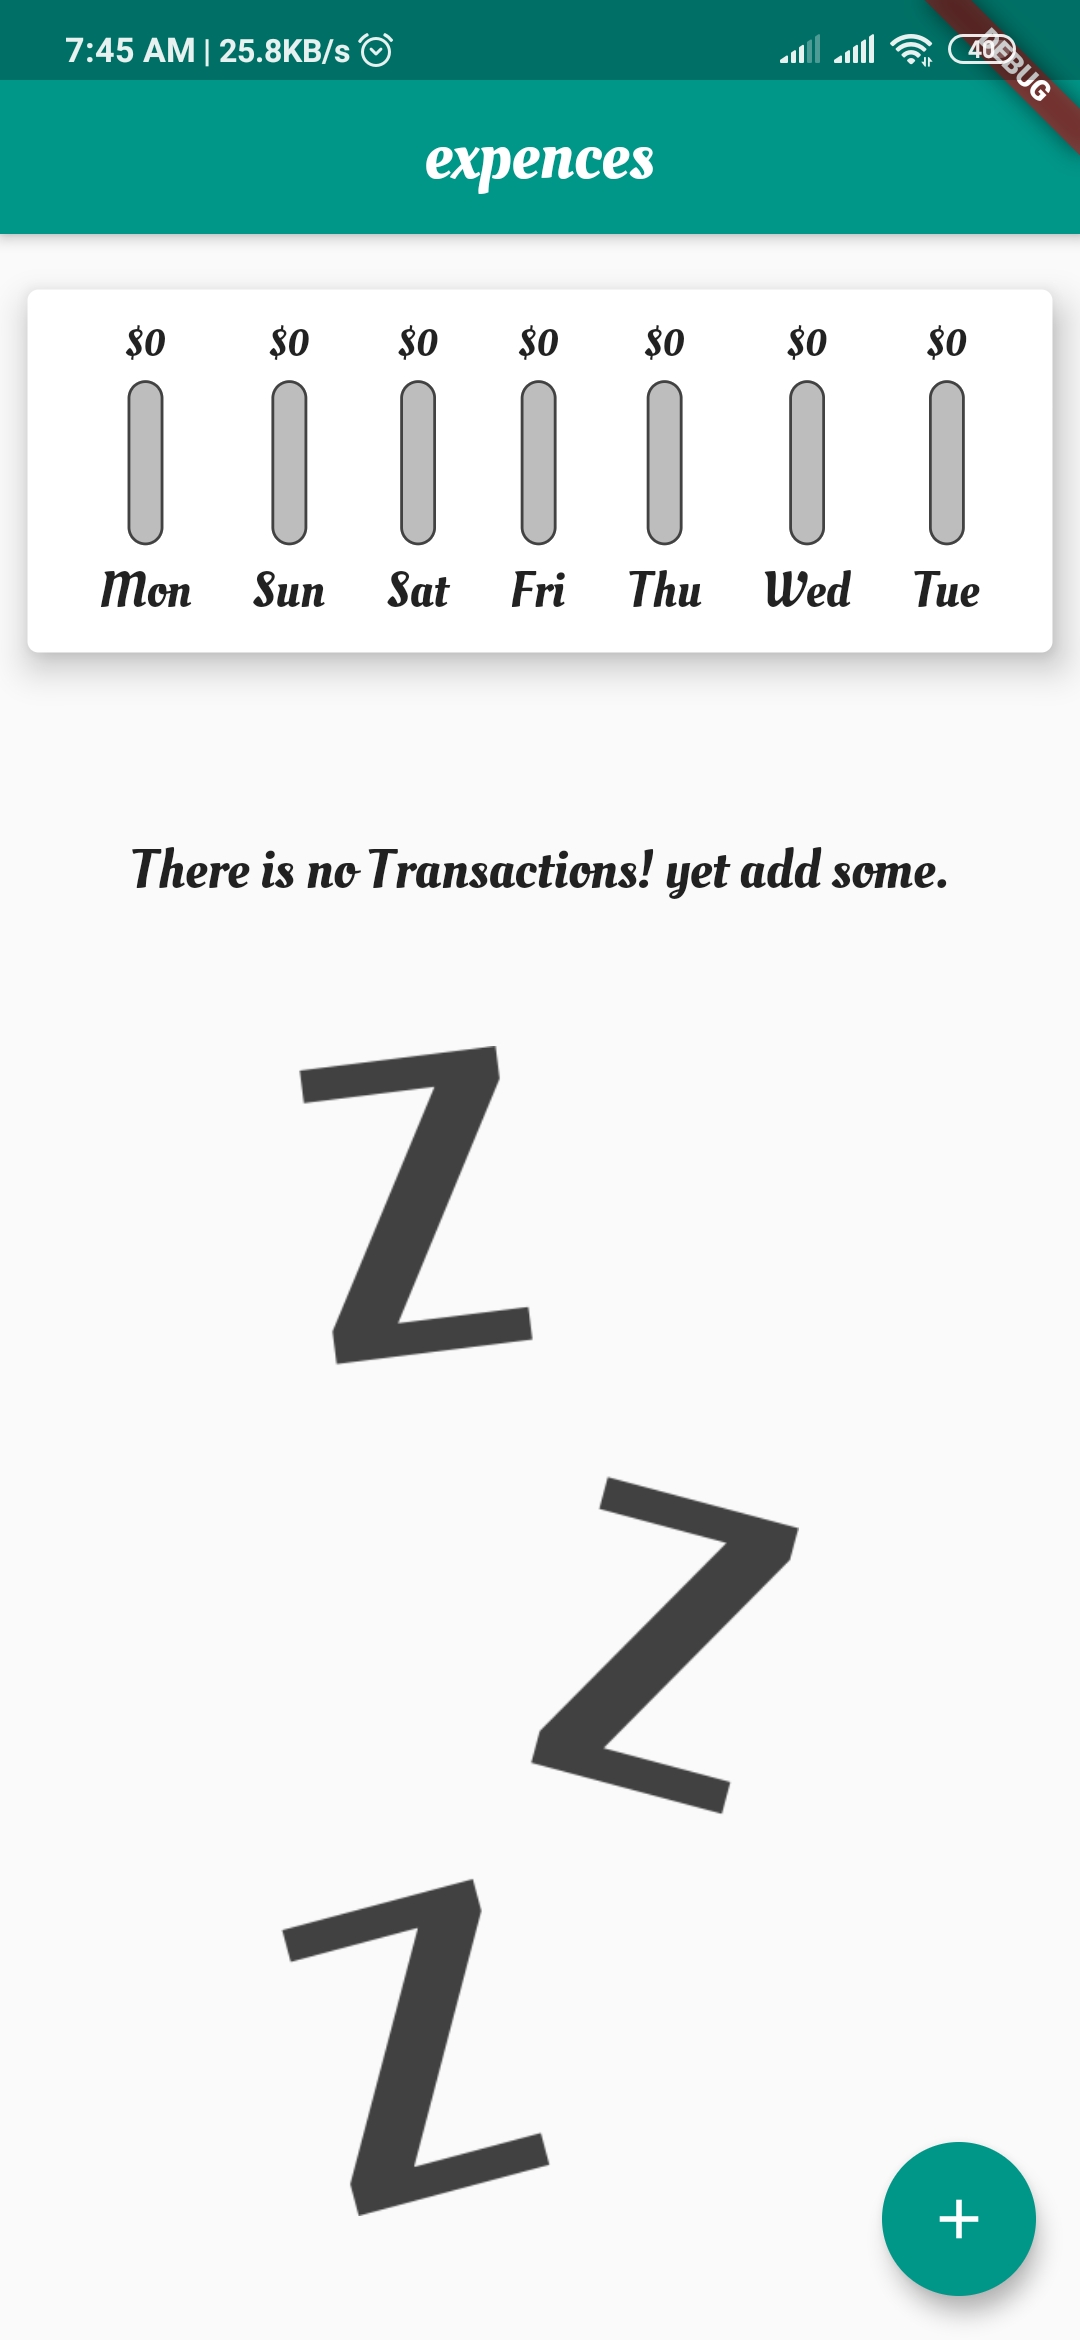 7:45 AM | 25.8KB/s 40
DEBUG
expences
$0 $0 $0 $0 $0 $0 $0
Mon Sun Sat Fri Thu Wed Tue
There is no Transactions! yet add some.
Z
Z
Z
+